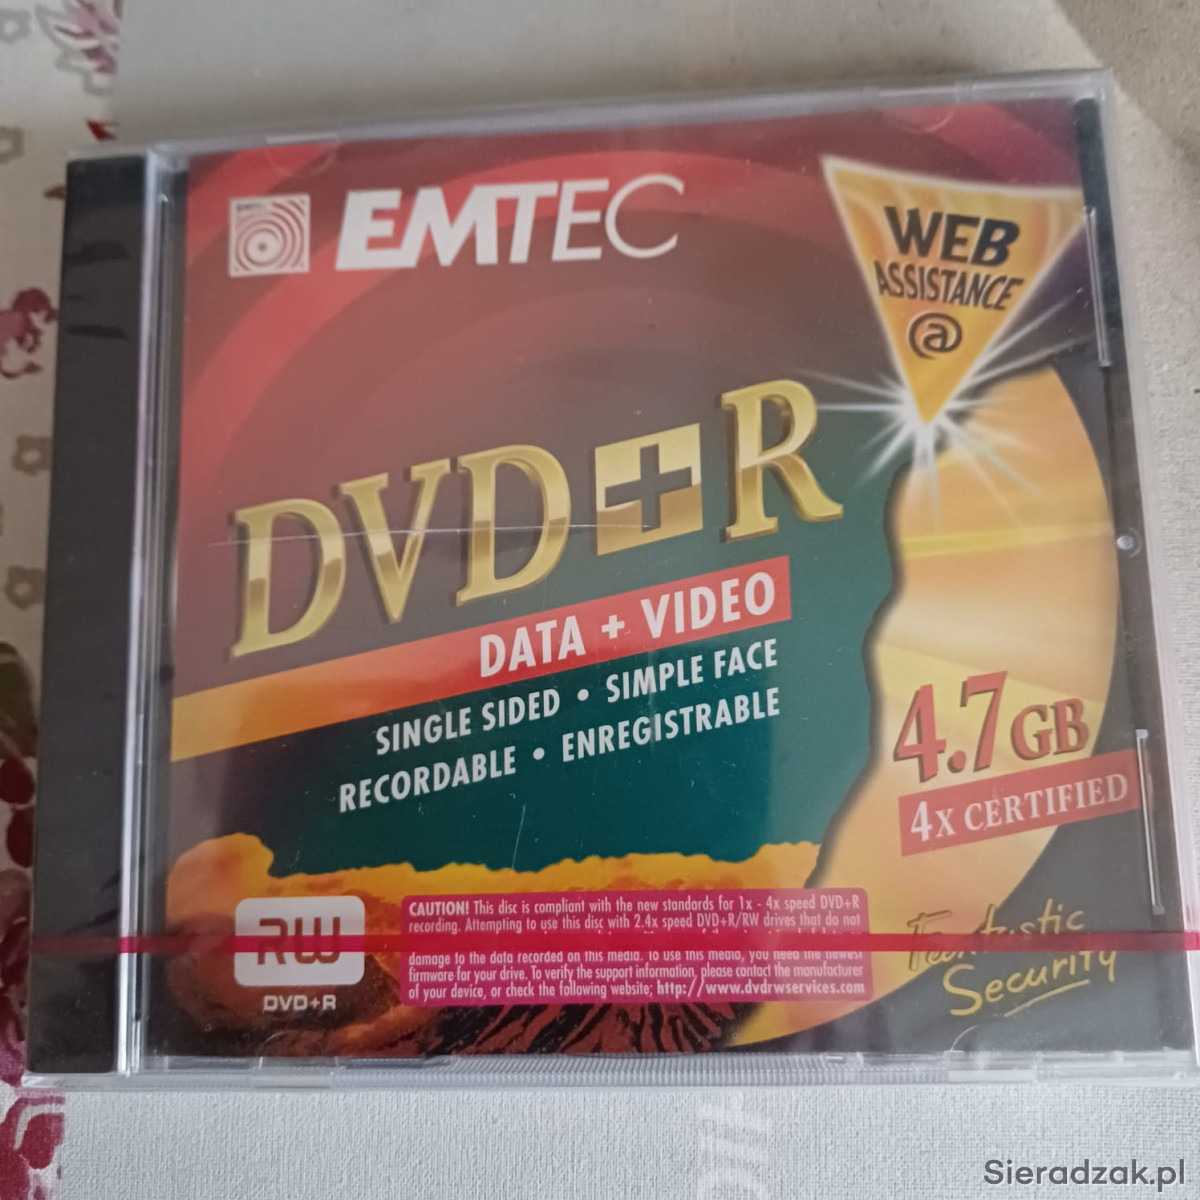 EMTEC
WEB
ASSISTANCE
@
DVD+R
DATA + VIDEO
SINGLE SIDED • SIMPLE FACE
RECORDABLE • ENREGISTRABLE
4.7GB
4x CERTIFIED
RW
DVD+R
CAUTION! This disc is compliant with the new standards for 1x - 4x speed DVD+R
recording. Attempting to use this disc with 2.4x speed DVD+R/RW drives that do not
damage to the data recorded on this media. To use this media, you need the newest
firmware for your drive. To verify the support information, please contact the manufacturer
of your device, or check the following website; http://www.dvdrwservices.com
Fantastic
Security
Sieradzak.pl